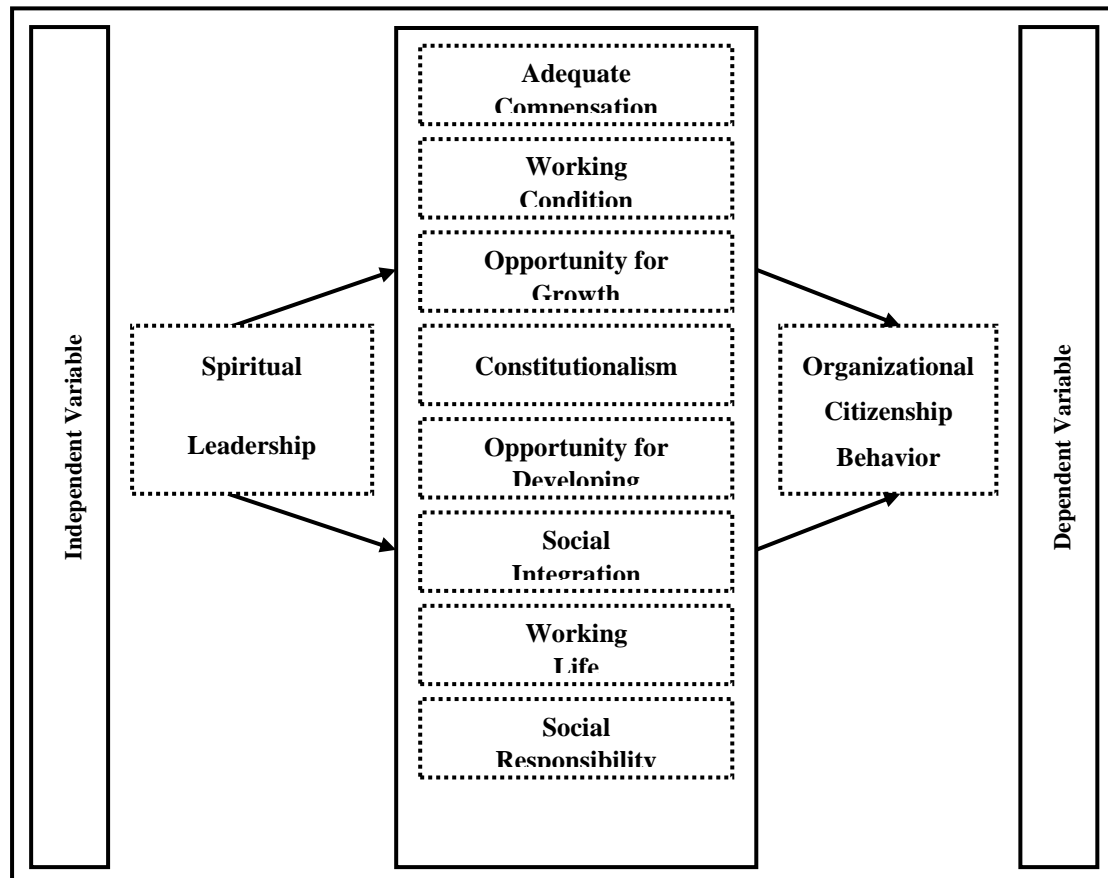 Independent Variable
Spiritual
Leadership
Adequate
Compensation
Working
Condition
Opportunity for
Growth
Constitutionalism
Opportunity for
Developing
Social
Integration
Working
Life
Social
Responsibility
Organizational
Citizenship
Behavior
Dependent Variable